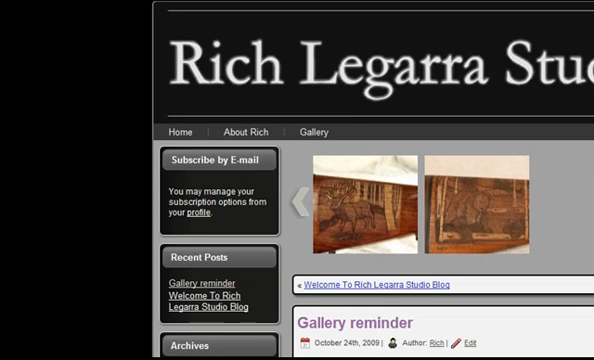 Rich Legarra Stud
Home | About Rich | Gallery
Subscribe by E-mail
You may manage your
subscription options from
your profile.
Recent Posts
Gallery reminder
Welcome To Rich
Legarra Studio Blog
Archives
« Welcome To Rich Legarra Studio Blog
Gallery reminder
October 24th, 2009 | Author: Rich | Edit